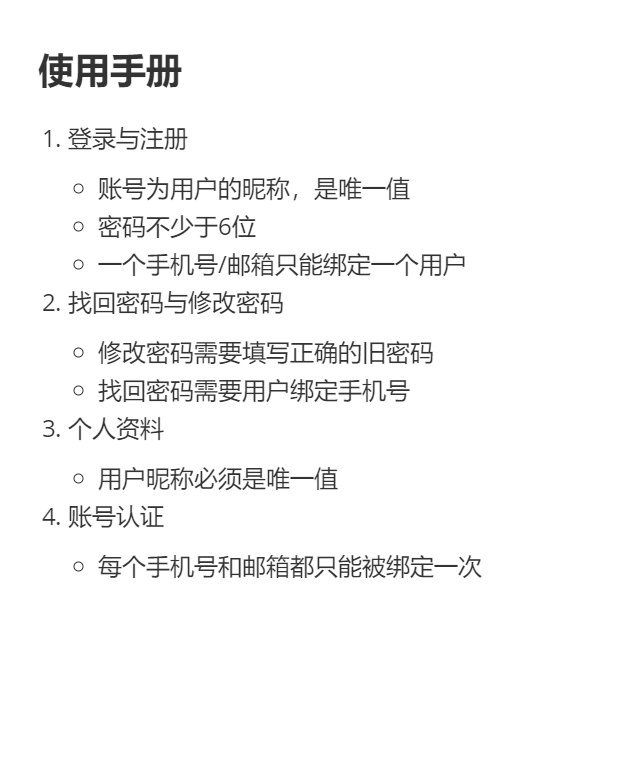 使用手册
1. 登录与注册
○ 账号为用户的昵称，是唯一值
○ 密码不少于6位
○ 一个手机号/邮箱只能绑定一个用户
2. 找回密码与修改密码
○ 修改密码需要填写正确的旧密码
○ 找回密码需要用户绑定手机号
3. 个人资料
○ 用户昵称必须是唯一值
4. 账号认证
○ 每个手机号和邮箱都只能被绑定一次